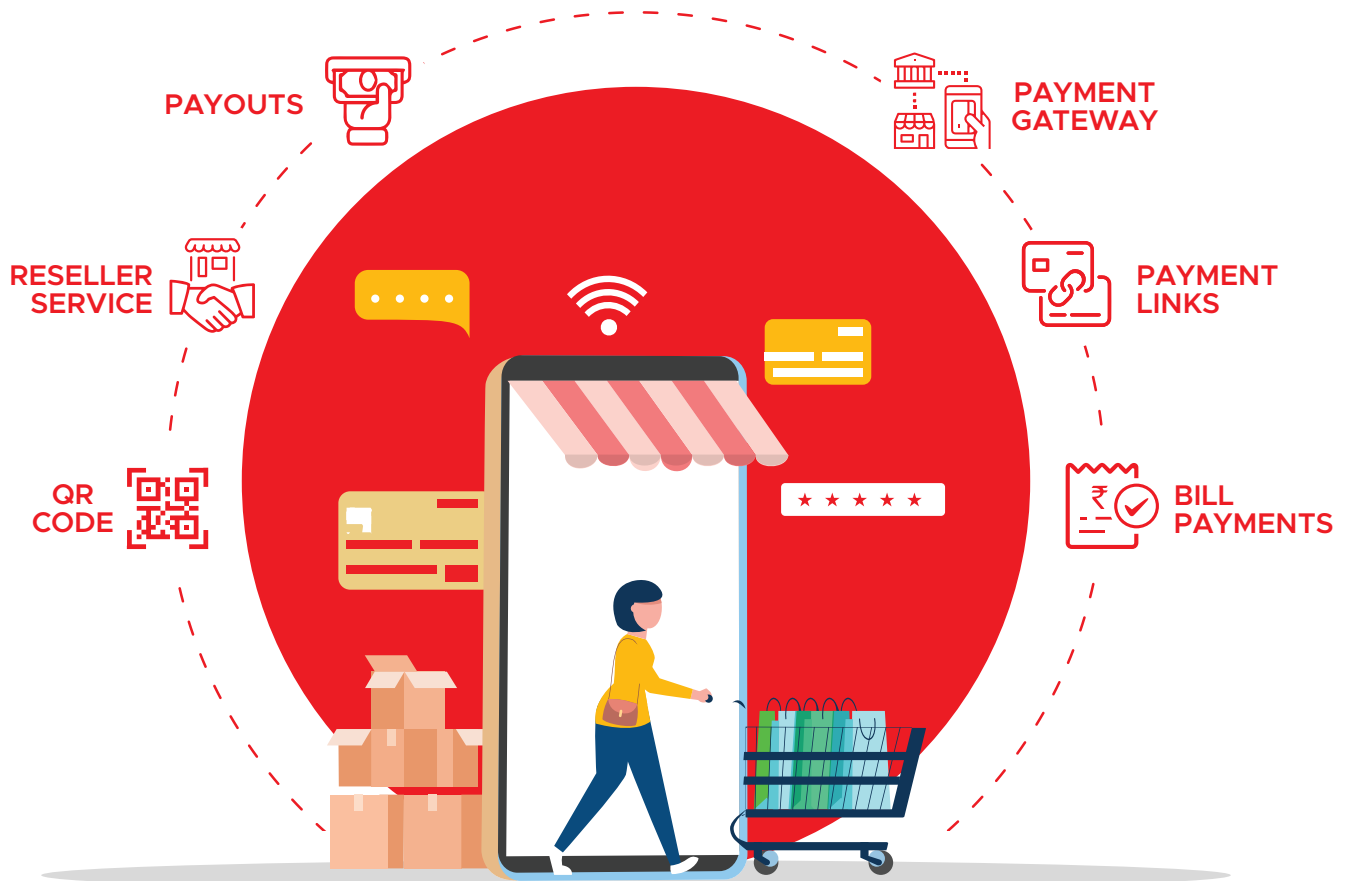 PAYOUTS
PAYMENT
GATEWAY
RESELLER
SERVICE
PAYMENT
LINKS
QR
CODE
₹
BILL
PAYMENTS